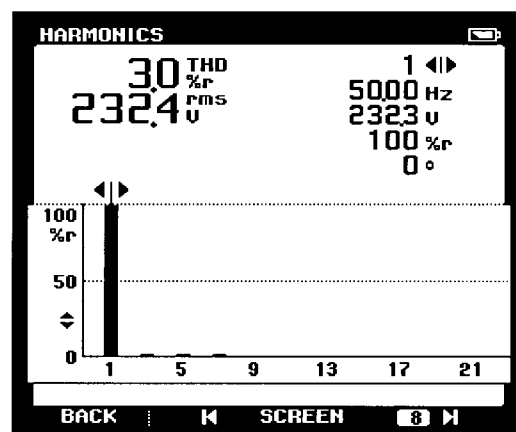 HARMONICS
3.0 THD %r
232.4 rms V
1
50.00 Hz
232.3 V
100 %r
0 °
100
%r
50
0
1 5 9 13 17 21
BACK SCREEN 8